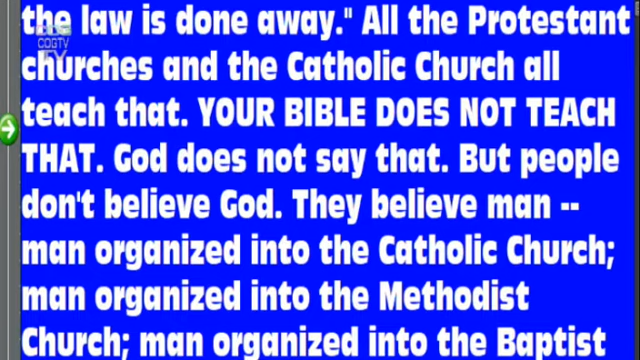 the law is done away." All the Protestant
churches and the Catholic Church all
teach that. YOUR BIBLE DOES NOT TEACH
THAT. God does not say that. But people
don't believe God. They believe man --
man organized into the Catholic Church;
man organized into the Methodist
Church; man organized into the Baptist
COGTV
TV